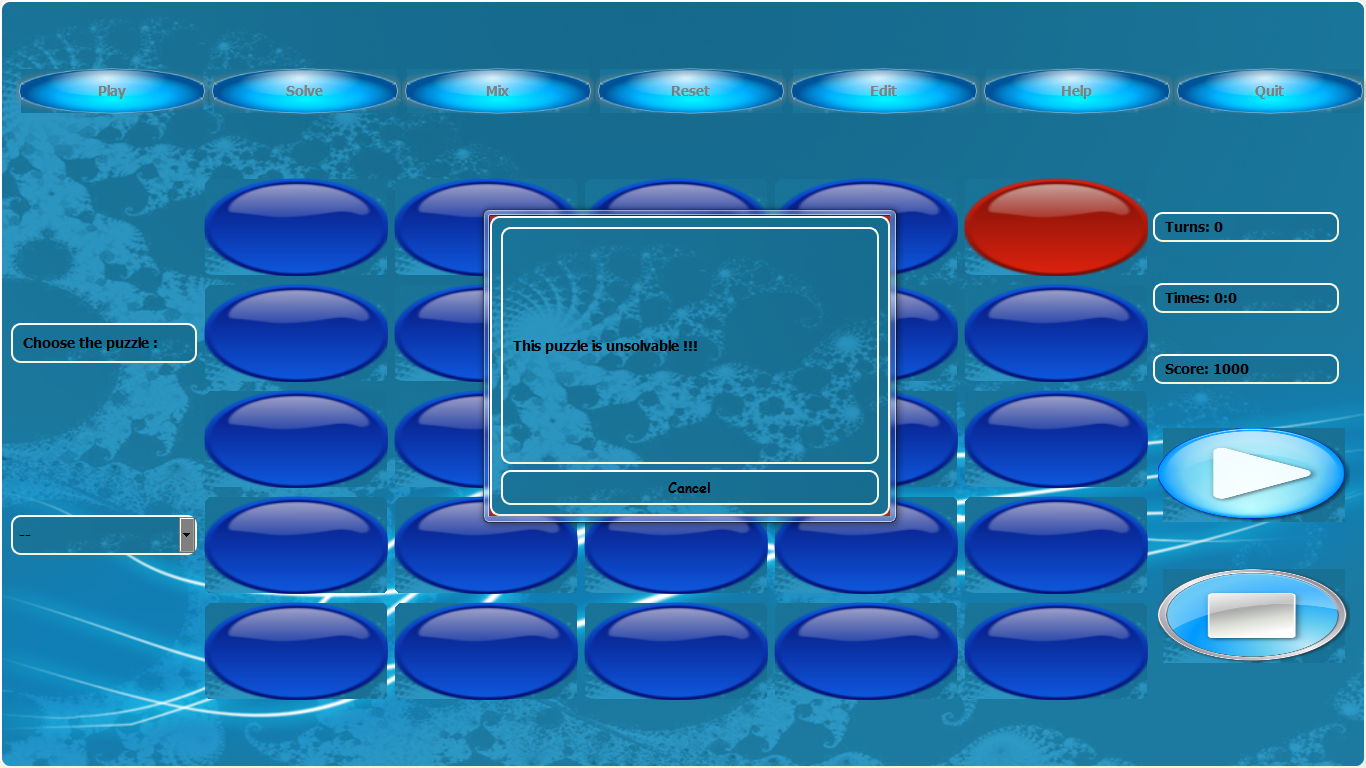 Play
Solve
Mix
Reset
Edit
Help
Quit
Turns: 0
Times: 0:0
Choose the puzzle :
This puzzle is unsolvable !!!
Score: 1000
Cancel
--